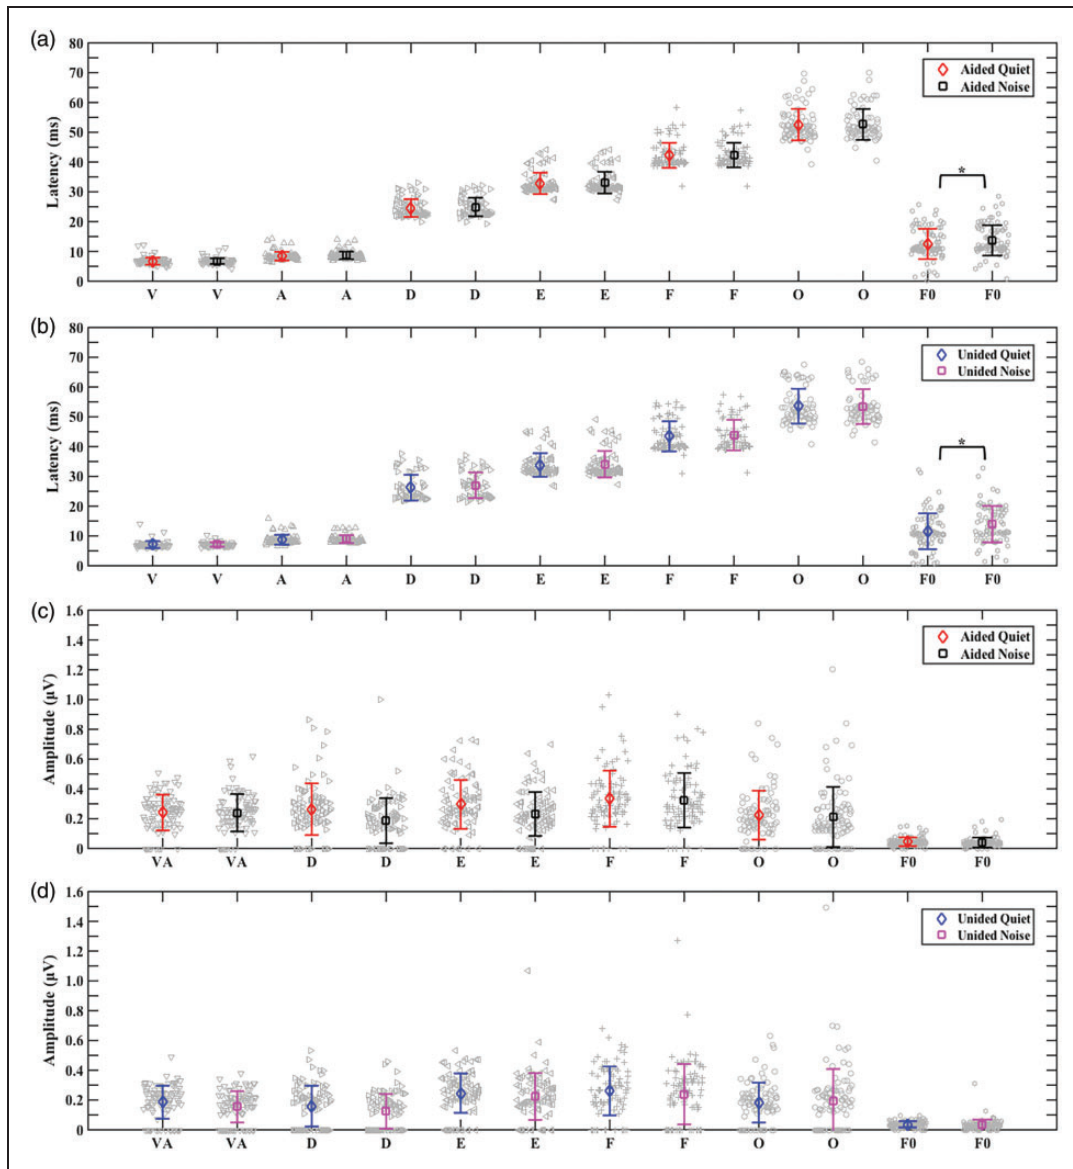 (a)
80
70
60
50
40
30
20
10
0
Latency (ms)
Aided Quiet
Aided Noise
*
V V A A D D E E F F O O F0 F0
(b)
80
70
60
50
40
30
20
10
0
Latency (ms)
Unided Quiet
Unided Noise
*
V V A A D D E E F F O O F0 F0
(c)
1.6
1.4
1.2
1.0
0.8
0.6
0.4
0.2
0
Amplitude (μV)
Aided Quiet
Aided Noise
VA VA D D E E F F O O F0 F0
(d)
1.6
1.4
1.2
1.0
0.8
0.6
0.4
0.2
0
Amplitude (μV)
Unided Quiet
Unided Noise
VA VA D D E E F F O O F0 F0